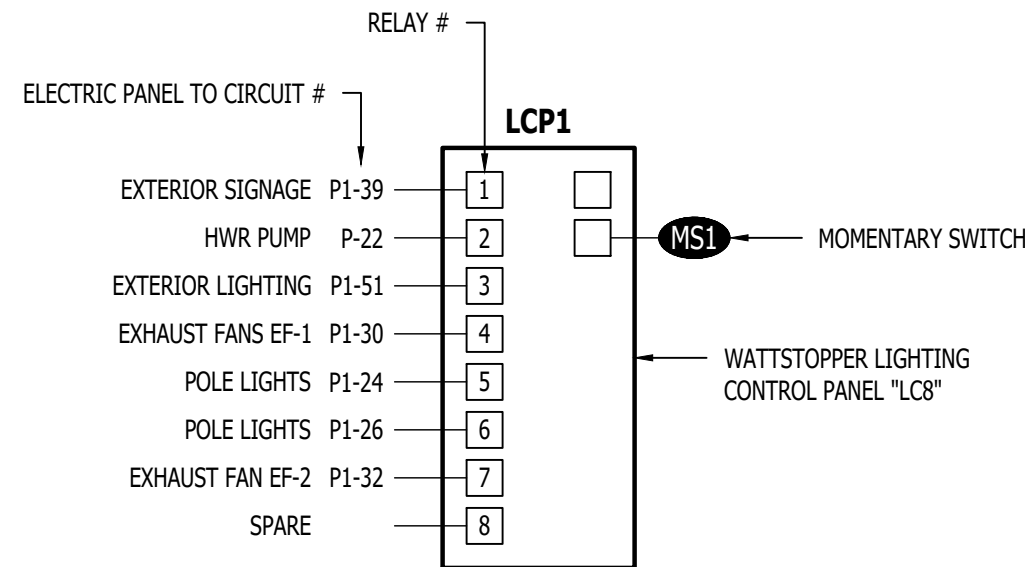 RELAY #
ELECTRIC PANEL TO CIRCUIT #
LCP1
EXTERIOR SIGNAGE P1-39 1
HWR PUMP P-22 2
MS1 MOMENTARY SWITCH
EXTERIOR LIGHTING P1-51 3
EXHAUST FANS EF-1 P1-30 4
WATTSTOPPER LIGHTING
CONTROL PANEL "LC8"
POLE LIGHTS P1-24 5
POLE LIGHTS P1-26 6
EXHAUST FAN EF-2 P1-32 7
SPARE 8